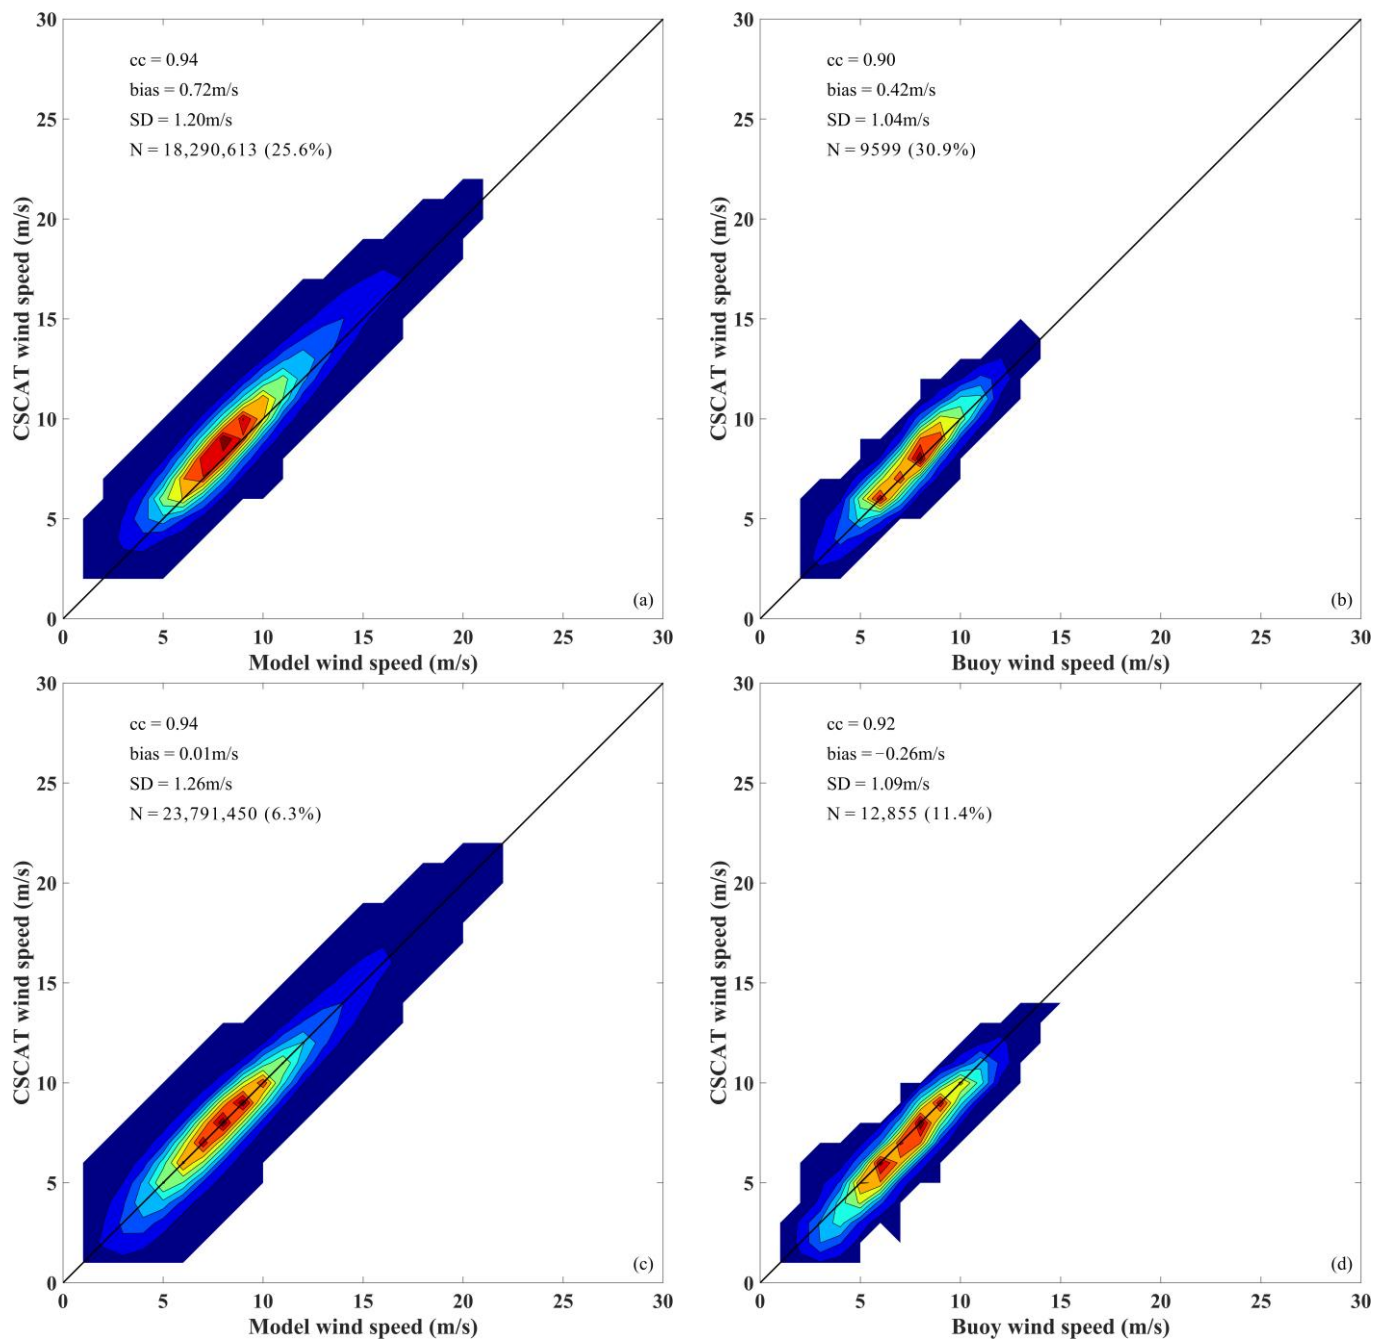 30
25
20
15
10
5
0
CSCAT wind speed (m/s)
cc = 0.94
bias = 0.72m/s
SD = 1.20m/s
N = 18,290,613 (25.6%)
(a)
0 5 10 15 20 25 30
Model wind speed (m/s)
30
25
20
15
10
5
0
CSCAT wind speed (m/s)
cc = 0.90
bias = 0.42m/s
SD = 1.04m/s
N = 9599 (30.9%)
(b)
0 5 10 15 20 25 30
Buoy wind speed (m/s)
30
25
20
15
10
5
0
CSCAT wind speed (m/s)
cc = 0.94
bias = 0.01m/s
SD = 1.26m/s
N = 23,791,450 (6.3%)
(c)
0 5 10 15 20 25 30
Model wind speed (m/s)
30
25
20
15
10
5
0
CSCAT wind speed (m/s)
cc = 0.92
bias = −0.26m/s
SD = 1.09m/s
N = 12,855 (11.4%)
(d)
0 5 10 15 20 25 30
Buoy wind speed (m/s)